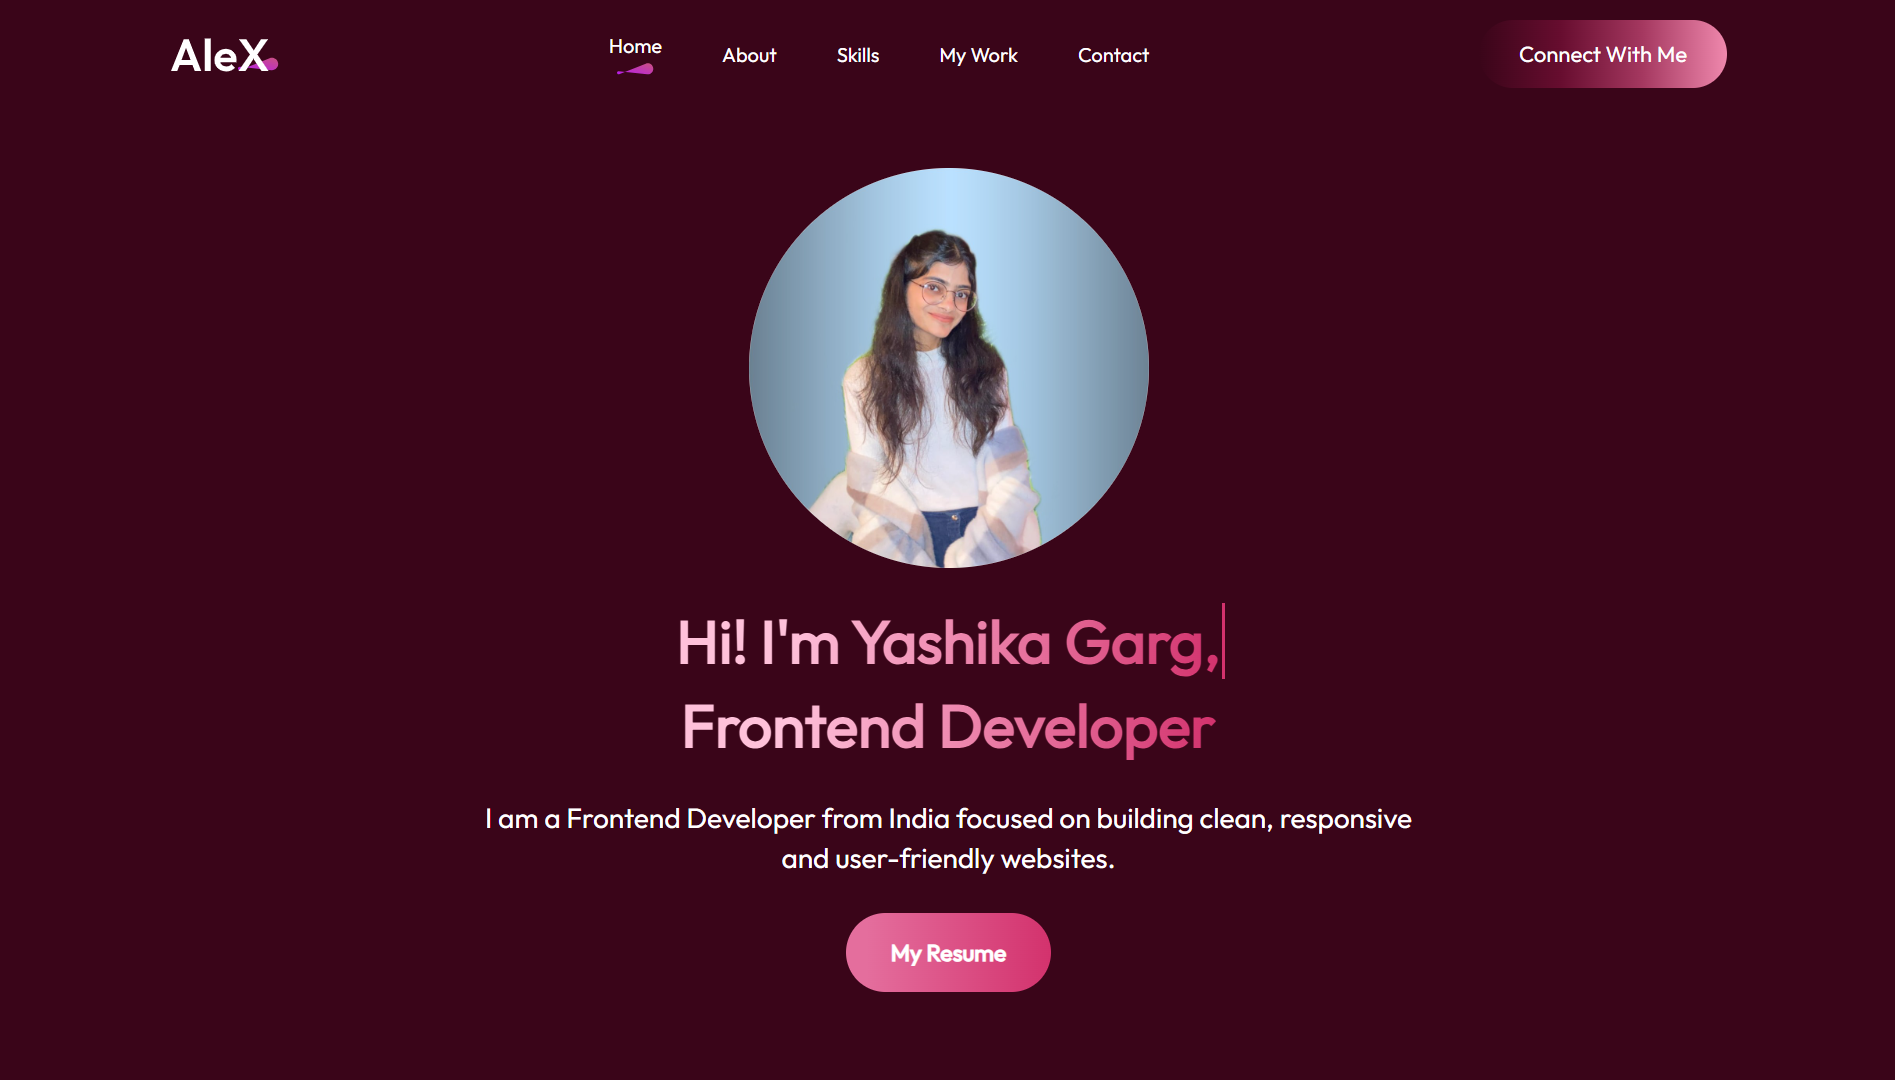 AleX
Home
About
Skills
My Work
Contact
Connect With Me
Hi! I'm Yashika Garg,
Frontend Developer
I am a Frontend Developer from India focused on building clean, responsive
and user-friendly websites.
My Resume